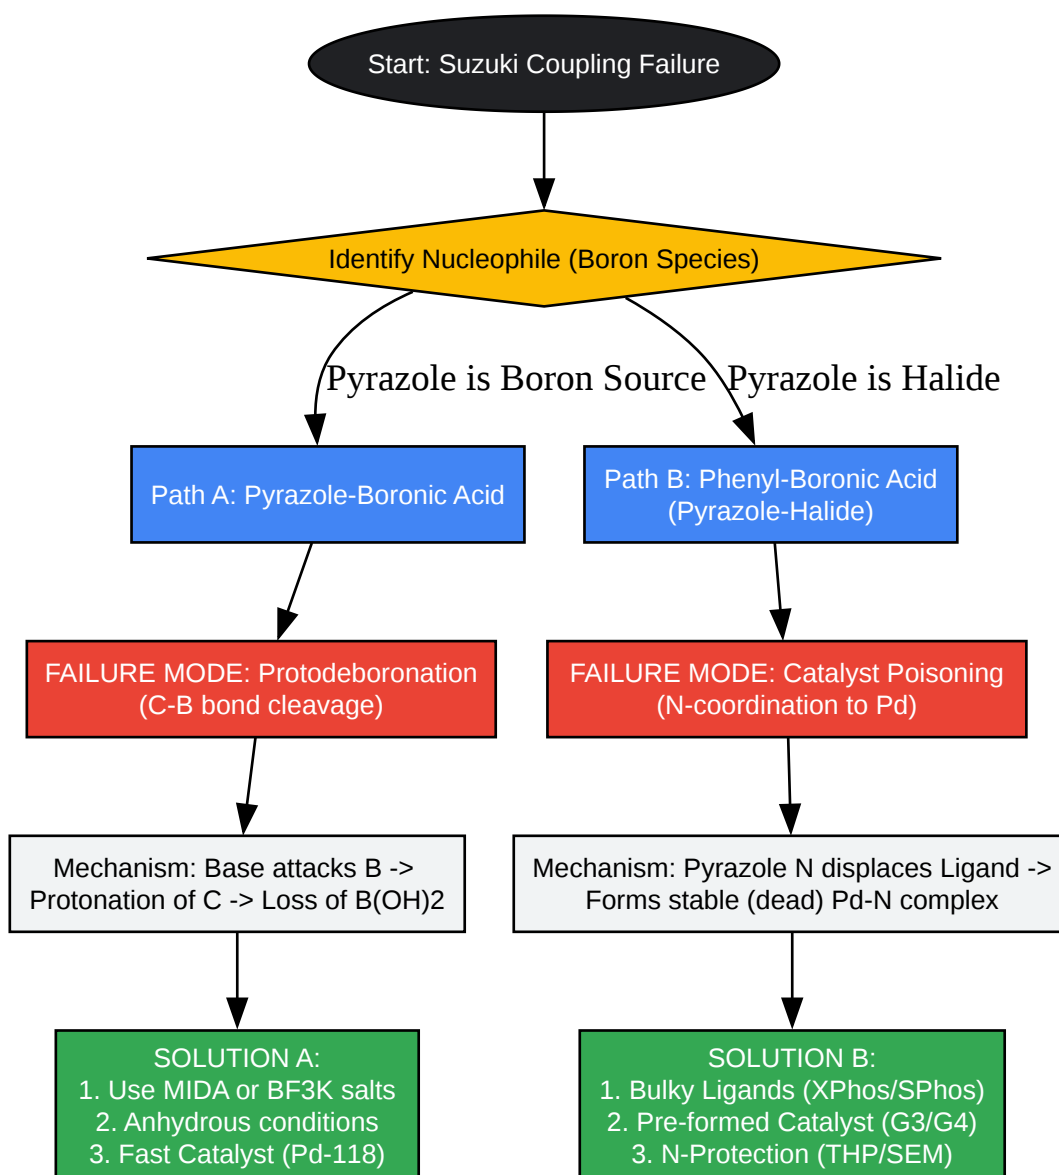 Start: Suzuki Coupling Failure
Identify Nucleophile (Boron Species)
Pyrazole is Boron Source
Pyrazole is Halide
Path A: Pyrazole-Boronic Acid
Path B: Phenyl-Boronic Acid
(Pyrazole-Halide)
FAILURE MODE: Protodeboronation
(C-B bond cleavage)
FAILURE MODE: Catalyst Poisoning
(N-coordination to Pd)
Mechanism: Base attacks B ->
Protonation of C -> Loss of B(OH)2
Mechanism: Pyrazole N displaces Ligand ->
Forms stable (dead) Pd-N complex
SOLUTION A:
1. Use MIDA or BF3K salts
2. Anhydrous conditions
3. Fast Catalyst (Pd-118)
SOLUTION B:
1. Bulky Ligands (XPhos/SPhos)
2. Pre-formed Catalyst (G3/G4)
3. N-Protection (THP/SEM)